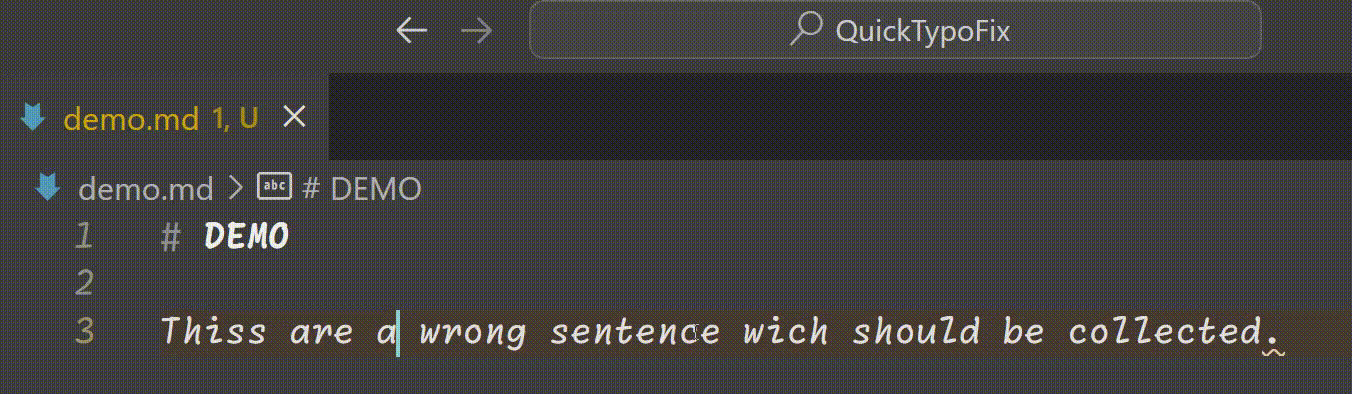 QuickTypoFix
demo.md 1, U
demo.md > abc # DEMO
1 # DEMO
2
3 Thiss are a wrong sentence wich should be collected.